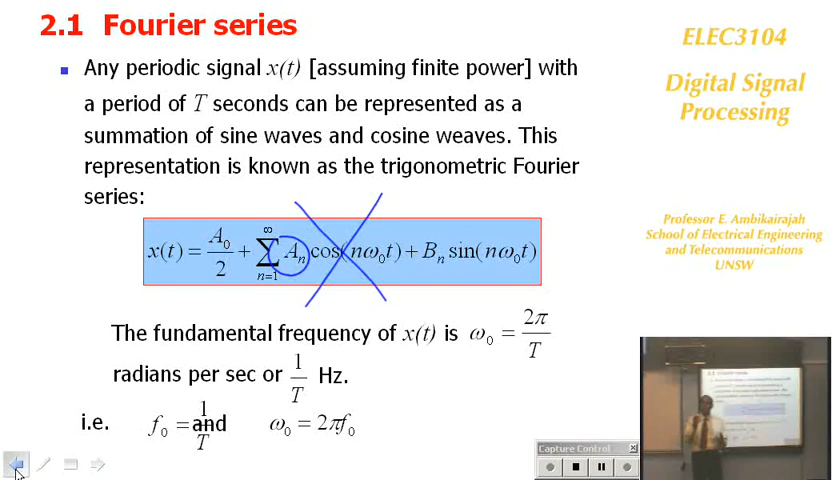 2.1 Fourier series
Any periodic signal x(t) [assuming finite power] with
a period of T seconds can be represented as a
summation of sine waves and cosine weaves. This
representation is known as the trigonometric Fourier
series:
x(t) = A₀/2 + ∑_{n=1}^{∞} Aₙ cos(nω₀t) + Bₙ sin(nω₀t)
The fundamental frequency of x(t) is ω₀ = 2π/T
radians per sec or 1/T Hz.
i.e. f₀ = 1/T and ω₀ = 2πf₀
ELEC3104
Digital Signal
Processing
Professor E. Ambikairajah
School of Electrical Engineering
and Telecommunications
UNSW
Capture Control